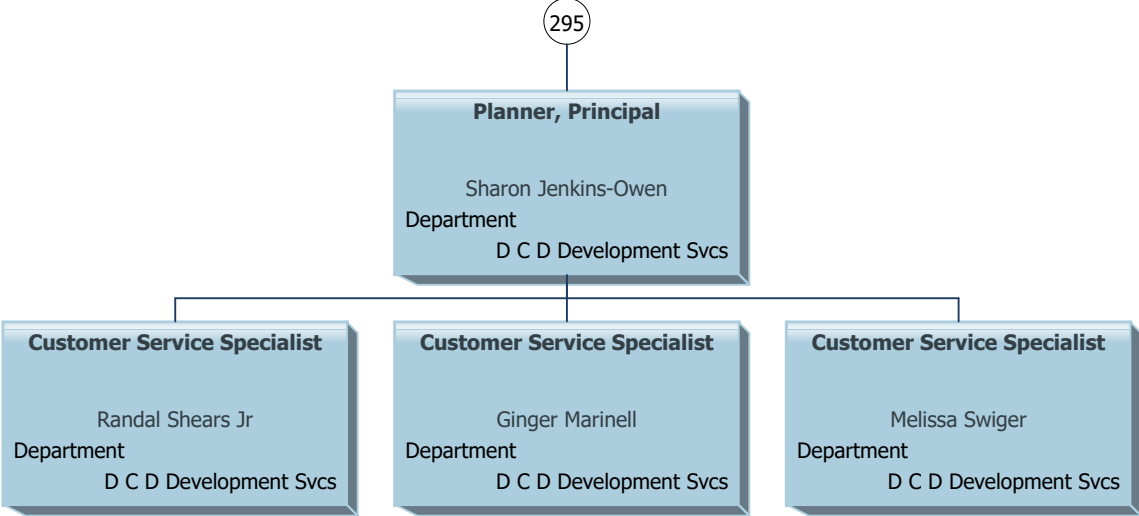 295
Planner, Principal
Sharon Jenkins-Owen
Department
D C D Development Svcs
Customer Service Specialist
Randal Shears Jr
Department
D C D Development Svcs
Customer Service Specialist
Ginger Marinell
Department
D C D Development Svcs
Customer Service Specialist
Melissa Swiger
Department
D C D Development Svcs